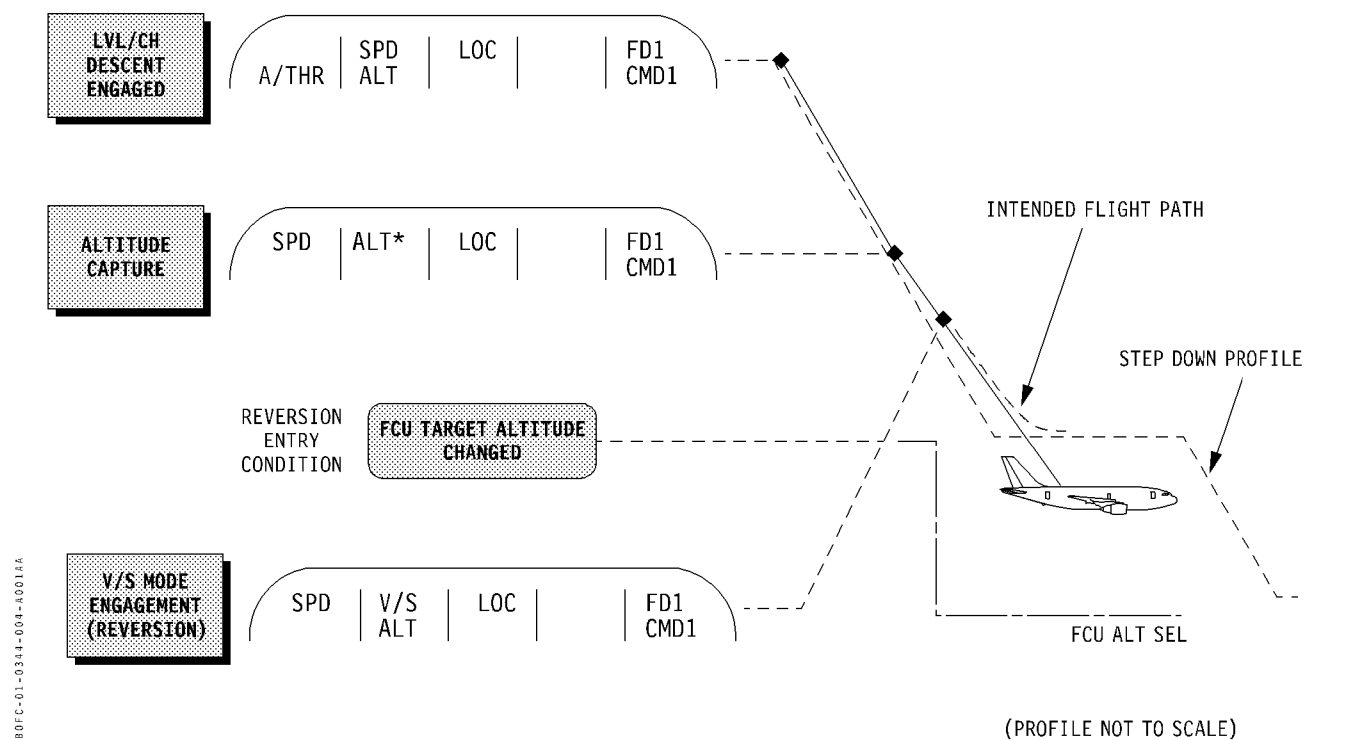 LVL/CH
DESCENT
ENGAGED
A/THR
SPD
ALT
LOC
FD1
CMD1
ALTITUDE
CAPTURE
SPD
ALT*
LOC
FD1
CMD1
INTENDED FLIGHT PATH
STEP DOWN PROFILE
REVERSION
ENTRY
CONDITION
FCU TARGET ALTITUDE
CHANGED
V/S MODE
ENGAGEMENT
(REVERSION)
SPD
V/S
ALT
LOC
FD1
CMD1
FCU ALT SEL
(PROFILE NOT TO SCALE)
B0FC-01-0344-004-A001AA